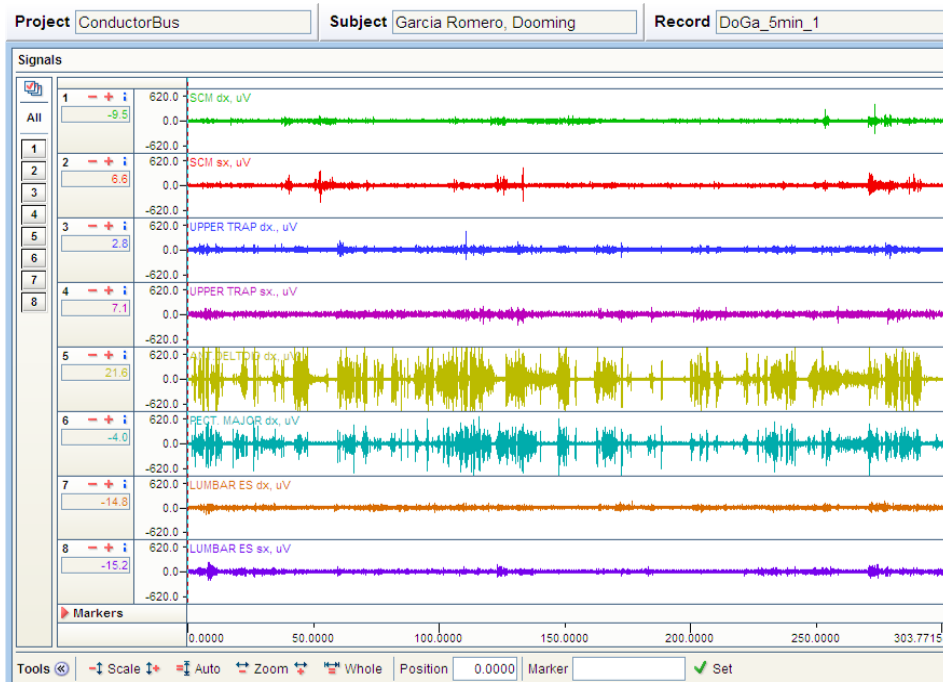 Project ConductorBus Subject Garcia Romero, Dooming Record DoGa_5min_1
Signals
All
1
2
3
4
5
6
7
8
1 − + i 620.0 SCM dx, uV
-9.5 0.0
-620.0
2 − + i 620.0 SCM sx, uV
6.6 0.0
-620.0
3 − + i 620.0 UPPER TRAP dx., uV
2.8 0.0
-620.0
4 − + i 620.0 UPPER TRAP sx., uV
7.1 0.0
-620.0
5 − + i 620.0 ANT.DELTOID dx, uV
21.6 0.0
-620.0
6 − + i 620.0 PECT. MAJOR dx, uV
-4.0 0.0
-620.0
7 − + i 620.0 LUMBAR ES dx, uV
-14.8 0.0
-620.0
8 − + i 620.0 LUMBAR ES sx, uV
-15.2 0.0
-620.0
Markers
0.0000 50.0000 100.0000 150.0000 200.0000 250.0000 303.7715
Tools Scale Auto Zoom Whole Position 0.0000 Marker Set